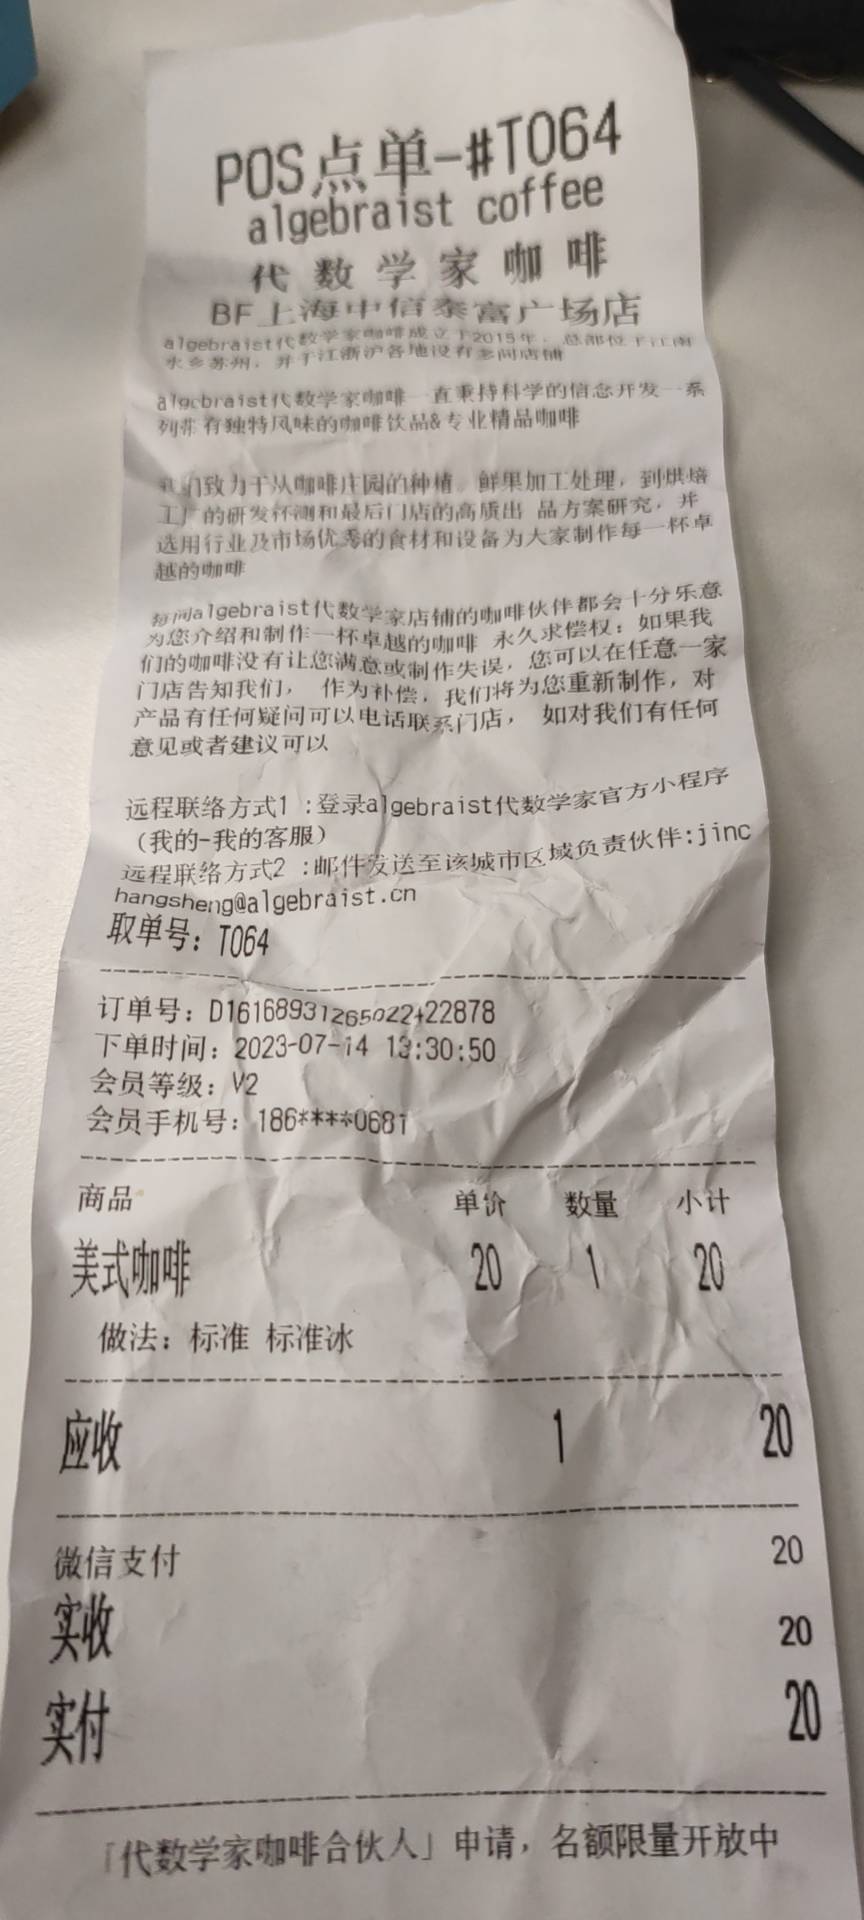 POS点单-#T064
algebraist coffee
代数学家咖啡
BF上海中信泰富广场店
algebraist代数学家咖啡成立于2015年，总部位于江南
水乡苏州，并于江浙沪各地设有多间店铺
algebraist代数学家咖啡一直秉持科学的信念开发一系
列非有独特风味的咖啡饮品&专业精品咖啡
我们致力于从咖啡庄园的种植、鲜果加工处理，到烘焙
工厂的研发杯测和最后门店的高质出 品方案研究，并
选用行业及市场优秀的食材和设备为大家制作每一杯卓
越的咖啡
每间algebraist代数学家店铺的咖啡伙伴都会十分乐意
为您介绍和制作一杯卓越的咖啡 永久求偿权：如果我
们的咖啡没有让您满意或制作失误，您可以在任意一家
门店告知我们， 作为补偿，我们将为您重新制作，对
产品有任何疑问可以电话联系门店， 如对我们有任何
意见或者建议可以
远程联络方式1 :登录algebraist代数学家官方小程序
（我的-我的客服）
远程联络方式2 :邮件发送至该城市区域负责伙伴:jinc
hangsheng@algebraist.cn
取单号：T064
订单号：
下单时间：2023-07-14 13:30:50
会员等级：V2
会员手机号：186****0681
商品 单价 数量 小计
美式咖啡 20 1 20
做法：标准 标准冰
应收 1 20
微信支付 20
实收 20
实付 20
「代数学家咖啡合伙人」申请，名额限量开放中